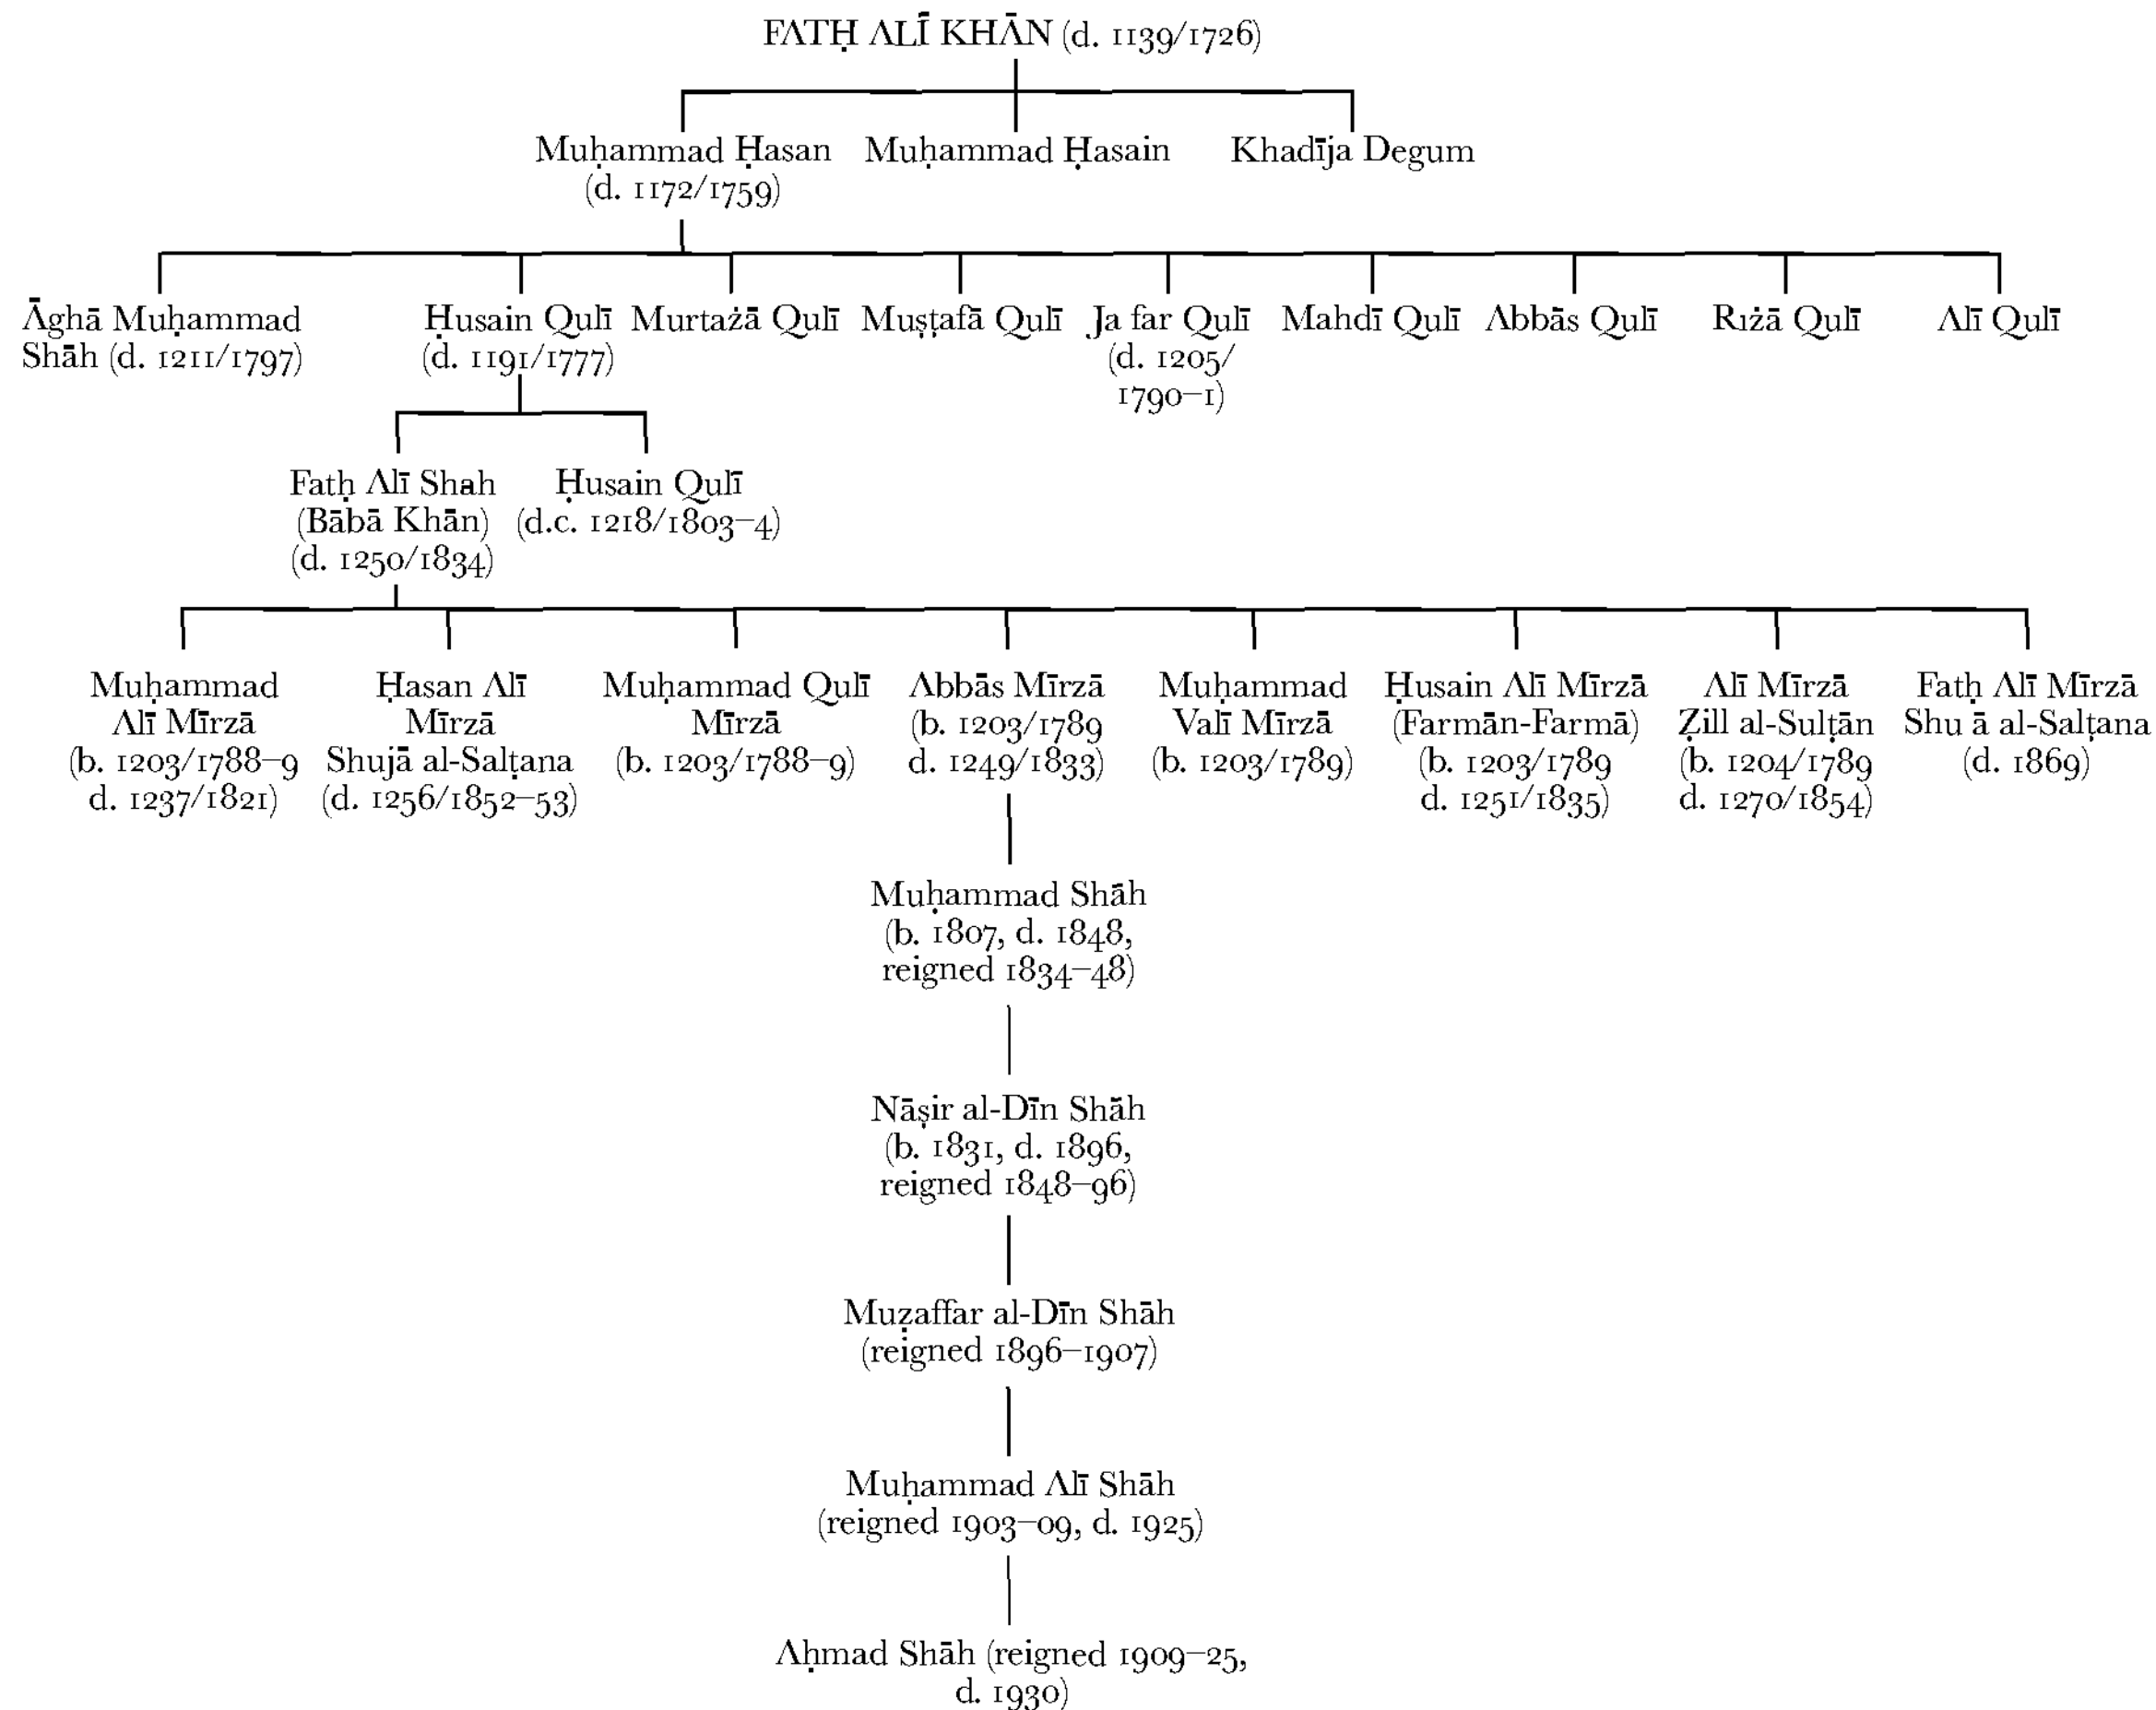 FATḤ ALĪ KHĀN (d. 1139/1726)
Muḥammad Ḥasan
(d. 1172/1759)
Muḥammad Ḥasain
Khadīja Degum
Āghā Muḥammad
Shāh (d. 1211/1797)
Ḥusain Qulī
(d. 1191/1777)
Murtażā Qulī
Muṣṭafā Qulī
Ja far Qulī
(d. 1205/
1790–1)
Mahdī Qulī
Abbās Qulī
Rıżā Qulī
Alī Qulī
Fatḥ Alī Shah
(Bābā Khān)
(d. 1250/1834)
Ḥusain Qulī
(d.c. 1218/1803–4)
Muḥammad
Alī Mīrzā
(b. 1203/1788–9
d. 1237/1821)
Ḥasan Alī
Mīrzā
Shujā al-Salṭana
(d. 1256/1852–53)
Muḥammad Qulī
Mīrzā
(b. 1203/1788–9)
Abbās Mīrzā
(b. 1203/1789
d. 1249/1833)
Muḥammad
Valī Mīrzā
(b. 1203/1789)
Ḥusain Alī Mīrzā
(Farmān-Farmā)
(b. 1203/1789
d. 1251/1835)
Alī Mīrzā
Ẓill al-Sulṭān
(b. 1204/1789
d. 1270/1854)
Fatḥ Alī Mīrzā
Shu ā al-Salṭana
(d. 1869)
Muḥammad Shāh
(b. 1807, d. 1848,
reigned 1834–48)
Nāṣir al-Dīn Shāh
(b. 1831, d. 1896,
reigned 1848–96)
Muẓaffar al-Dīn Shāh
(reigned 1896–1907)
Muḥammad Alī Shāh
(reigned 1903–09, d. 1925)
Aḥmad Shāh (reigned 1909–25,
d. 1930)